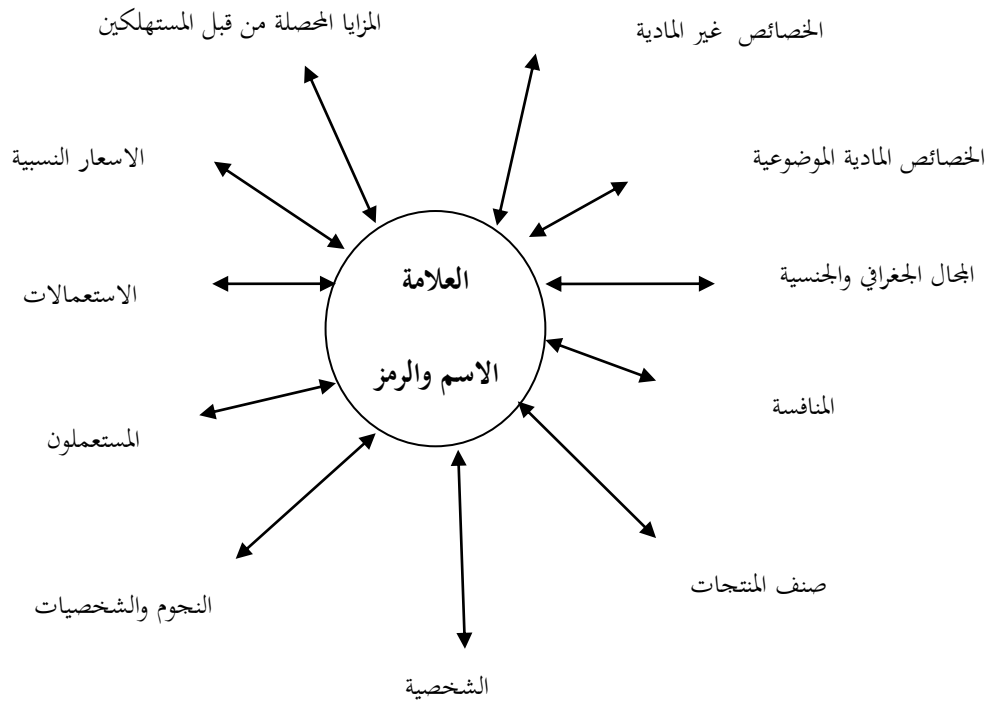 المزايا المحصلة من قبل المستهلكين
الخصائص غير المادية
الاسعار النسبية
الخصائص المادية الموضوعية
العلامة
المجال الجغرافي والجنسية
الاستعمالات
الاسم والرمز
المنافسة
المستعملون
صنف المنتجات
النجوم والشخصيات
الشخصية